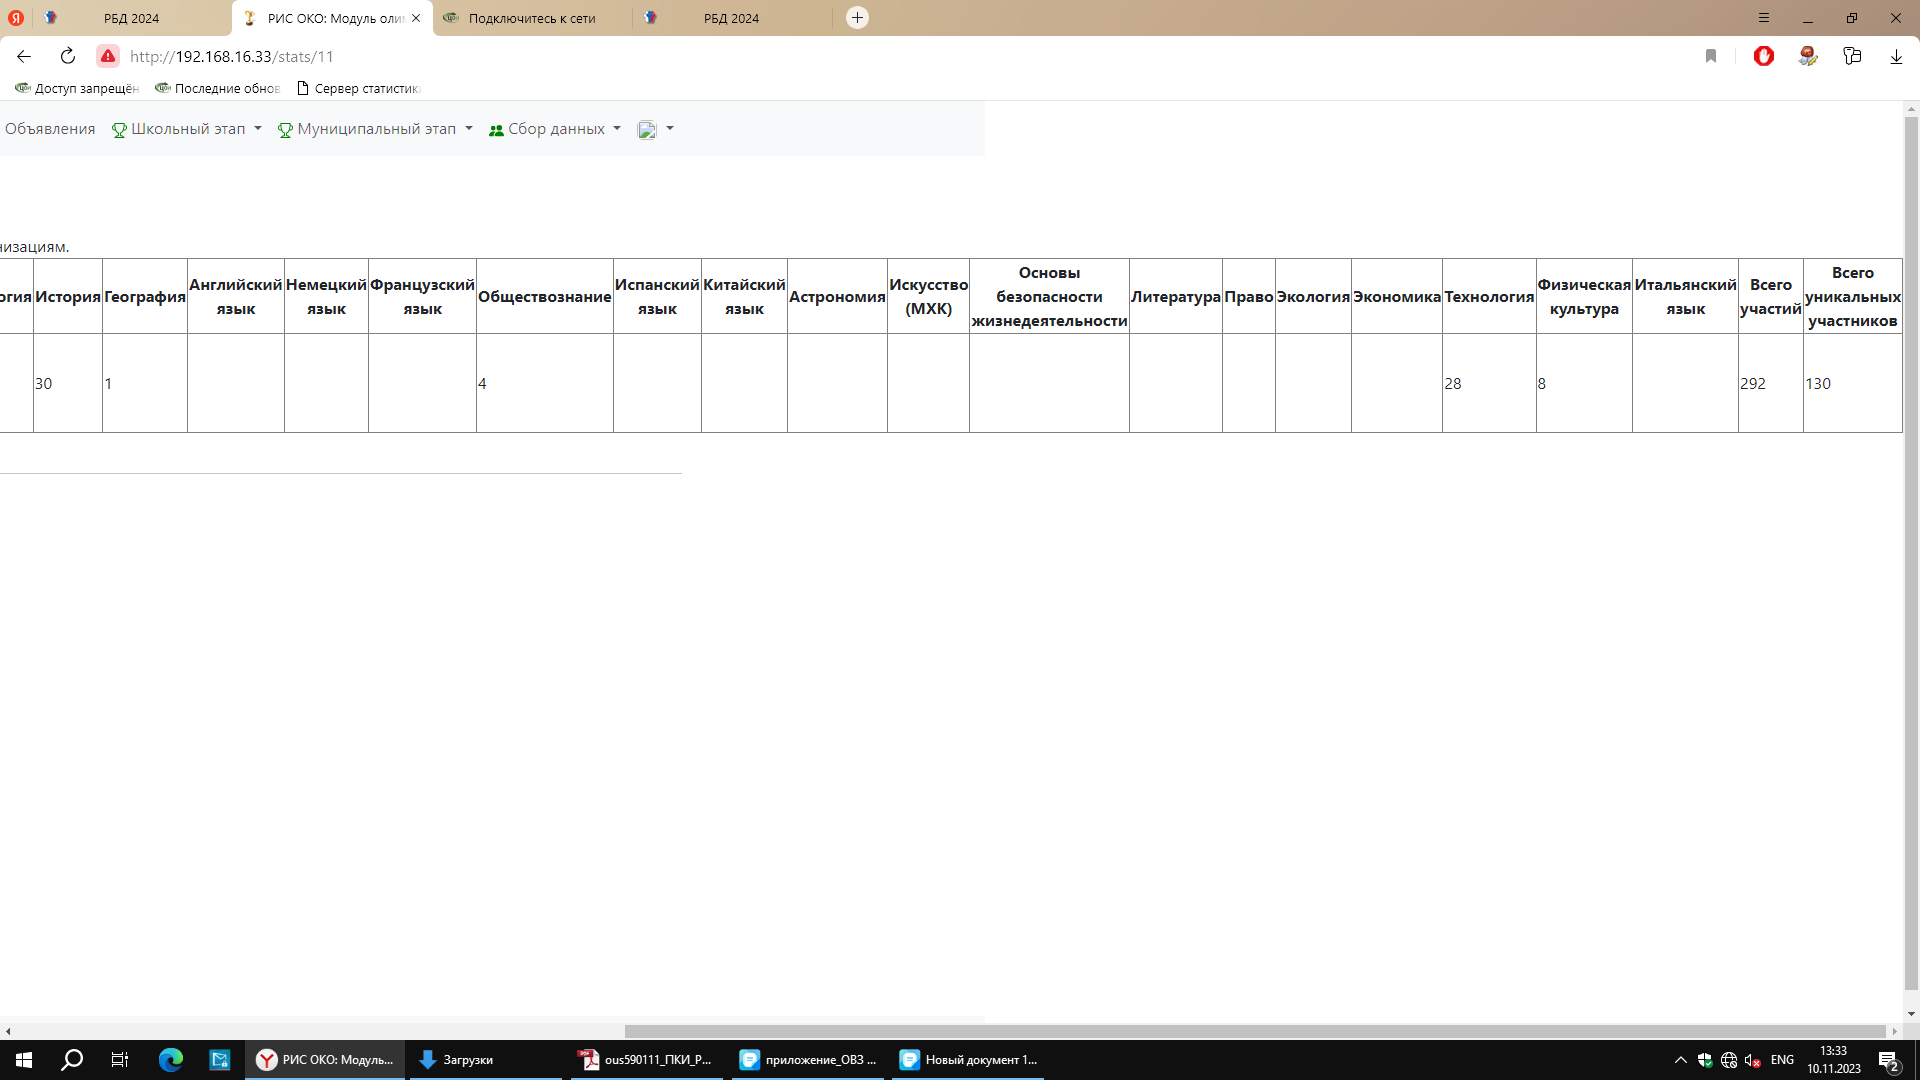 РБД 2024
РИС ОКО: Модуль оли
Подключитесь к сети
РБД 2024
http://192.168.16.33/stats/11
Доступ запрещён
Последние обнов
Сервер статистик
Объявления
Школьный этап
Муниципальный этап
Сбор данных
низациям.
огия
История
География
Английский
язык
Немецкий
язык
Французский
язык
Обществознание
Испанский
язык
Китайский
язык
Астрономия
Искусство
(МХК)
Основы
безопасности
жизнедеятельности
Литература
Право
Экология
Экономика
Технология
Физическая
культура
Итальянский
язык
Всего
участий
Всего
уникальных
участников
30
1
4
28
8
292
130
РИС ОКО: Модуль...
Загрузки
ous590111_ПКИ_Р...
приложение_ОВЗ ...
Новый документ 1...
ENG
13:33
10.11.2023
2